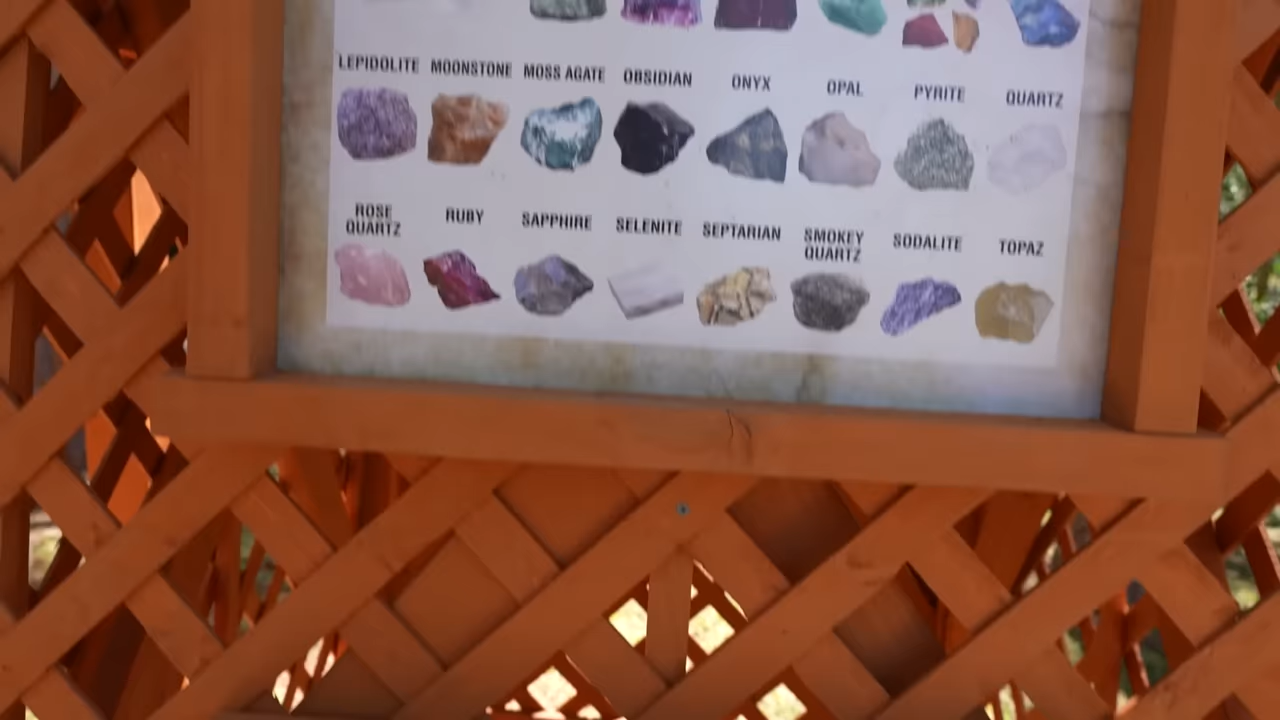 LEPIDOLITE MOONSTONE MOSS AGATE OBSIDIAN ONYX OPAL PYRITE QUARTZ
ROSE
QUARTZ RUBY SAPPHIRE SELENITE SEPTARIAN SMOKEY
QUARTZ SODALITE TOPAZ